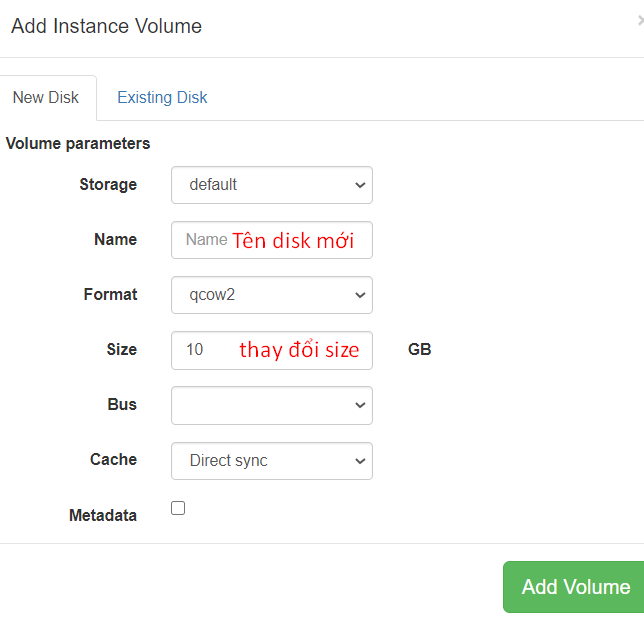 Add Instance Volume
×
New Disk
Existing Disk
Volume parameters
Storage
default
Name
Name Tên disk mới
Format
qcow2
Size
10 thay đổi size
GB
Bus
Cache
Direct sync
Metadata
Add Volume